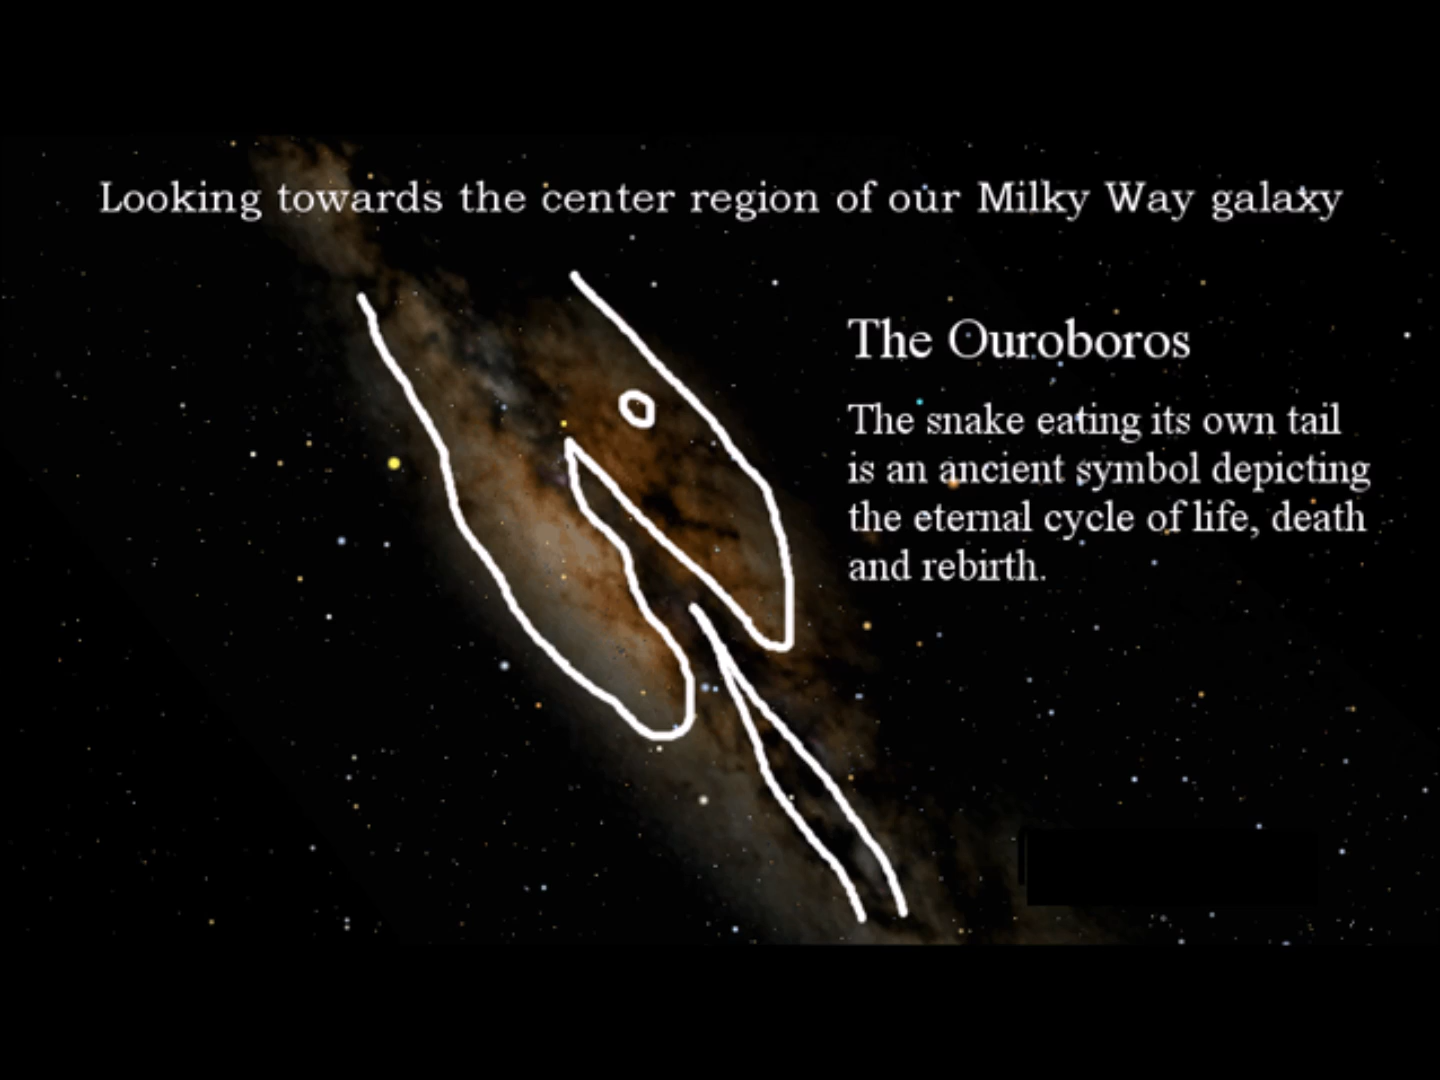 Looking towards the center region of our Milky Way galaxy
The Ouroboros
The snake eating its own tail
is an ancient symbol depicting
the eternal cycle of life, death
and rebirth.